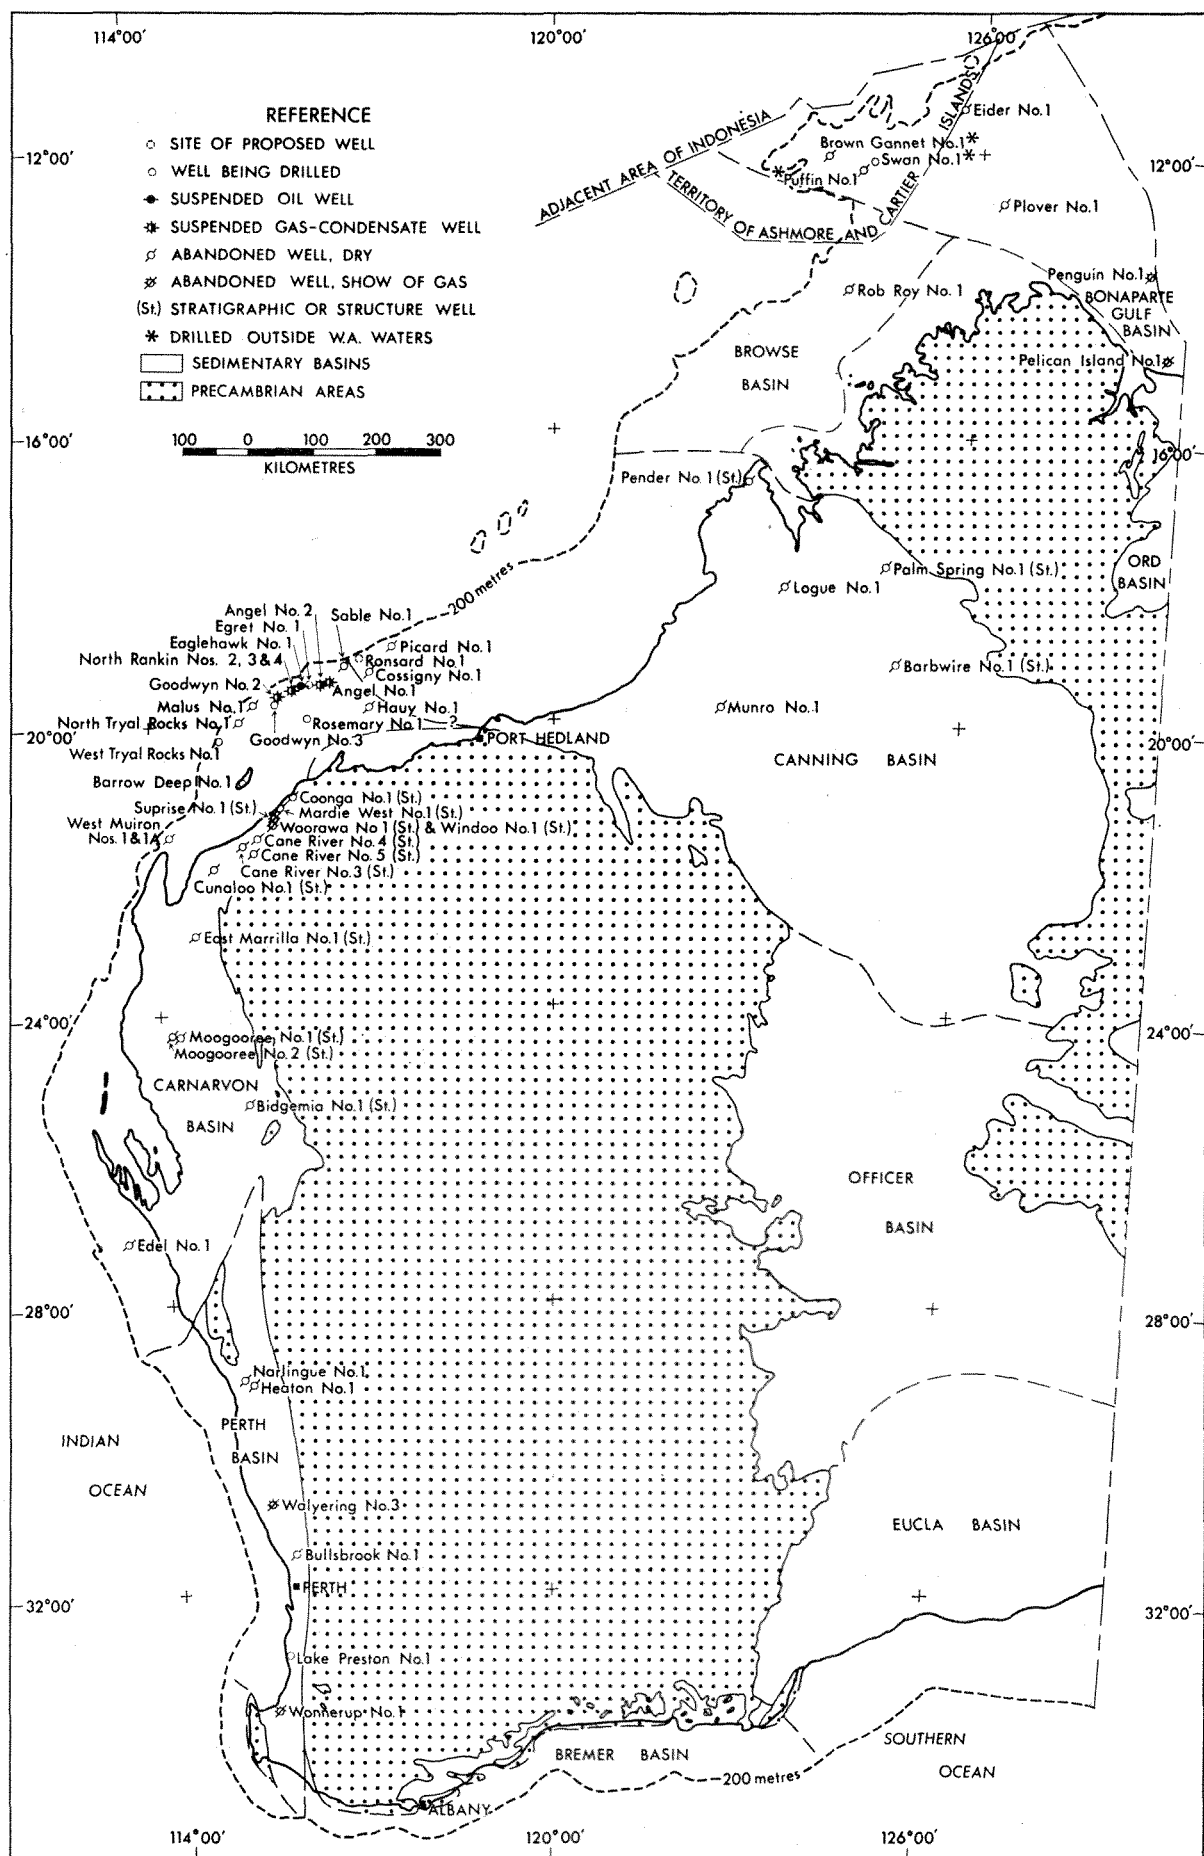 114°00'
120°00'
126°00'
REFERENCE
SITE OF PROPOSED WELL
WELL BEING DRILLED
SUSPENDED OIL WELL
SUSPENDED GAS-CONDENSATE WELL
ABANDONED WELL, DRY
ABANDONED WELL, SHOW OF GAS
(St.) STRATIGRAPHIC OR STRUCTURE WELL
* DRILLED OUTSIDE W.A. WATERS
SEDIMENTARY BASINS
PRECAMBRIAN AREAS
100 0 100 200 300
KILOMETRES
12°00'
12°00'
ADJACENT AREA OF INDONESIA
TERRITORY OF ASHMORE AND CARTIER ISLANDS
Eider No.1
Brown Gannet No.1*
Swan No.1*
*Puffin No.1
Plover No.1
Penguin No.1
BONAPARTE
GULF
BASIN
Rob Roy No.1
BROWSE
BASIN
Pelican Island No.1
16°00'
16°00'
Pender No.1 (St.)
200 metres
Palm Spring No.1 (St.)
ORD
BASIN
Logue No.1
Angel No.2
Sable No.1
Egret No.1
Eaglehawk No.1
Picard No.1
North Rankin Nos. 2, 3&4
Ronsard No.1
Cossigny No.1
Barbwire No.1 (St.)
Goodwyn No.2
Angel No.1
Malus No.1
Hauy No.1
Munro No.1
North Tryal Rocks No.1
Rosemary No.1
?
20°00'
Goodwyn No.3
PORT HEDLAND
20°00'
West Tryal Rocks No.1
CANNING BASIN
Barrow Deep No.1
Coonga No.1 (St.)
Suprise No.1 (St.)
Mardie West No.1 (St.)
West Muiron
Nos.1&1A
Woorawa No 1 (St.) & Windoo No.1 (St.)
Cane River No.4 (St.)
Cane River No.5 (St.)
Cane River No.3 (St.)
Cunaloo No.1 (St.)
East Marrilla No.1 (St.)
24°00'
24°00'
Moogooree No.1 (St.)
Moogooree No.2 (St.)
CARNARVON
BASIN
Bidgemia No.1 (St.)
OFFICER
BASIN
Edel No.1
28°00'
28°00'
Narlingue No.1
Heaton No.1
PERTH
BASIN
INDIAN
OCEAN
Walyering No.3
EUCLA BASIN
Bullsbrook No.1
PERTH
32°00'
32°00'
Lake Preston No.1
Wonnerup No.1
SOUTHERN
OCEAN
BREMER BASIN
200 metres
ALBANY
114°00'
120°00'
126°00'